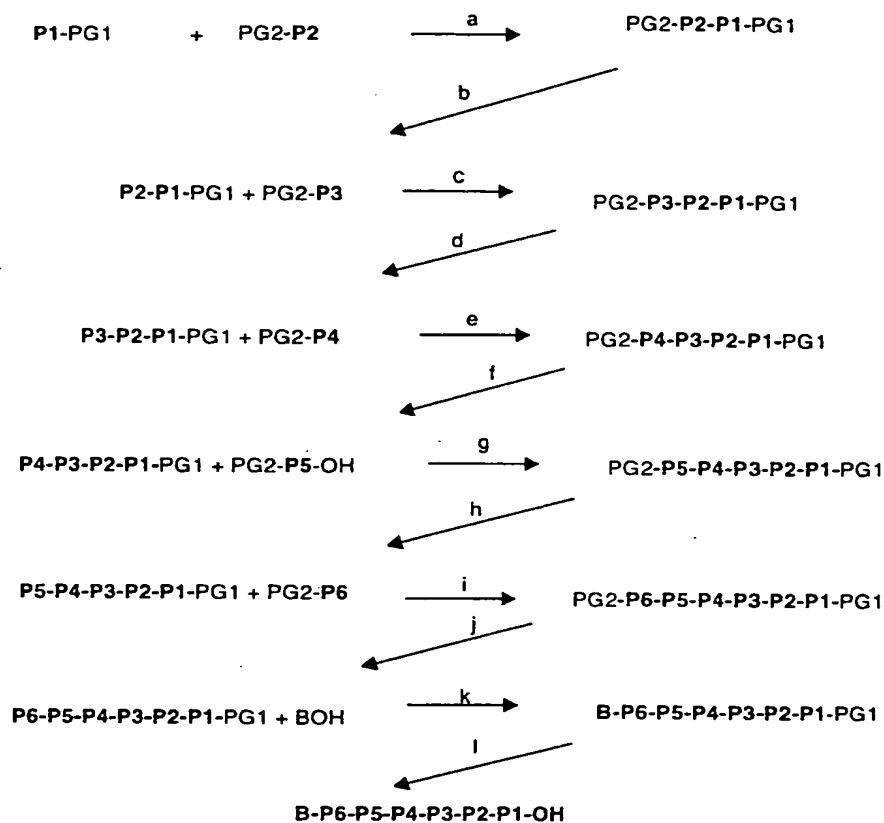 P1-PG1 + PG2-P2 a PG2-P2-P1-PG1
b
P2-P1-PG1 + PG2-P3 c PG2-P3-P2-P1-PG1
d
P3-P2-P1-PG1 + PG2-P4 e PG2-P4-P3-P2-P1-PG1
f
P4-P3-P2-P1-PG1 + PG2-P5-OH g PG2-P5-P4-P3-P2-P1-PG1
h
P5-P4-P3-P2-P1-PG1 + PG2-P6 i PG2-P6-P5-P4-P3-P2-P1-PG1
j
P6-P5-P4-P3-P2-P1-PG1 + BOH k B-P6-P5-P4-P3-P2-P1-PG1
l
B-P6-P5-P4-P3-P2-P1-OH